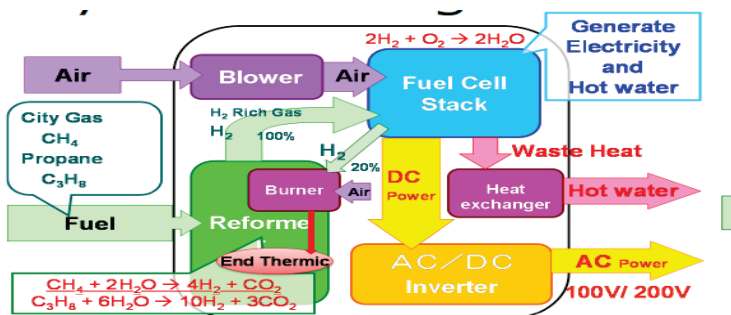 2H₂ + O₂ → 2H₂O
Generate
Electricity
and
Hot water
Air
Blower
Air
Fuel Cell
Stack
City Gas
CH₄
Propane
C₃H₈
H₂ Rich Gas
H₂ 100%
H₂
20%
Waste Heat
DC
Power
Burner
Air
Heat
exchanger
Hot water
Fuel
Reforme
End Thermic
AC/DC
Inverter
AC Power
100V/ 200V
CH₄ + 2H₂O → 4H₂ + CO₂
C₃H₈ + 6H₂O → 10H₂ + 3CO₂